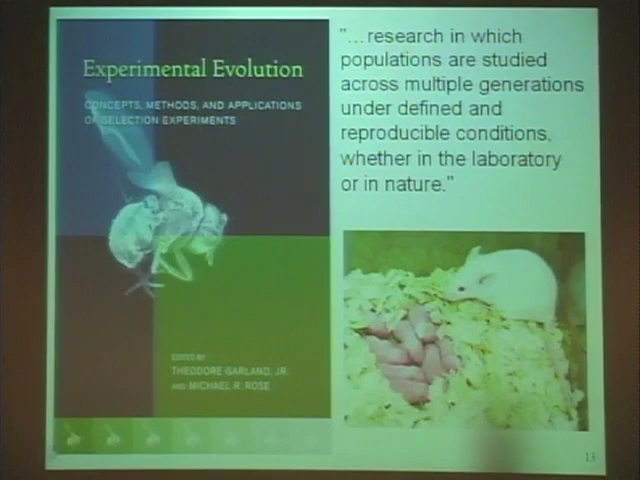 Experimental Evolution
CONCEPTS, METHODS, AND APPLICATIONS
OF SELECTION EXPERIMENTS
EDITED BY
THEODORE GARLAND, JR.
AND MICHAEL R. ROSE
"...research in which
populations are studied
across multiple generations
under defined and
reproducible conditions,
whether in the laboratory
or in nature."
13